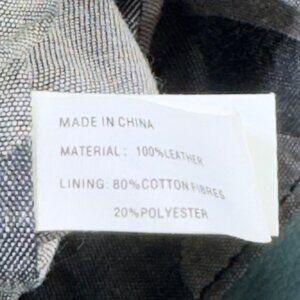 MADE IN CHINA
MATERIAL: 100%LEATHER
LINING: 80%COTTON FIBRES
20%POLYESTER